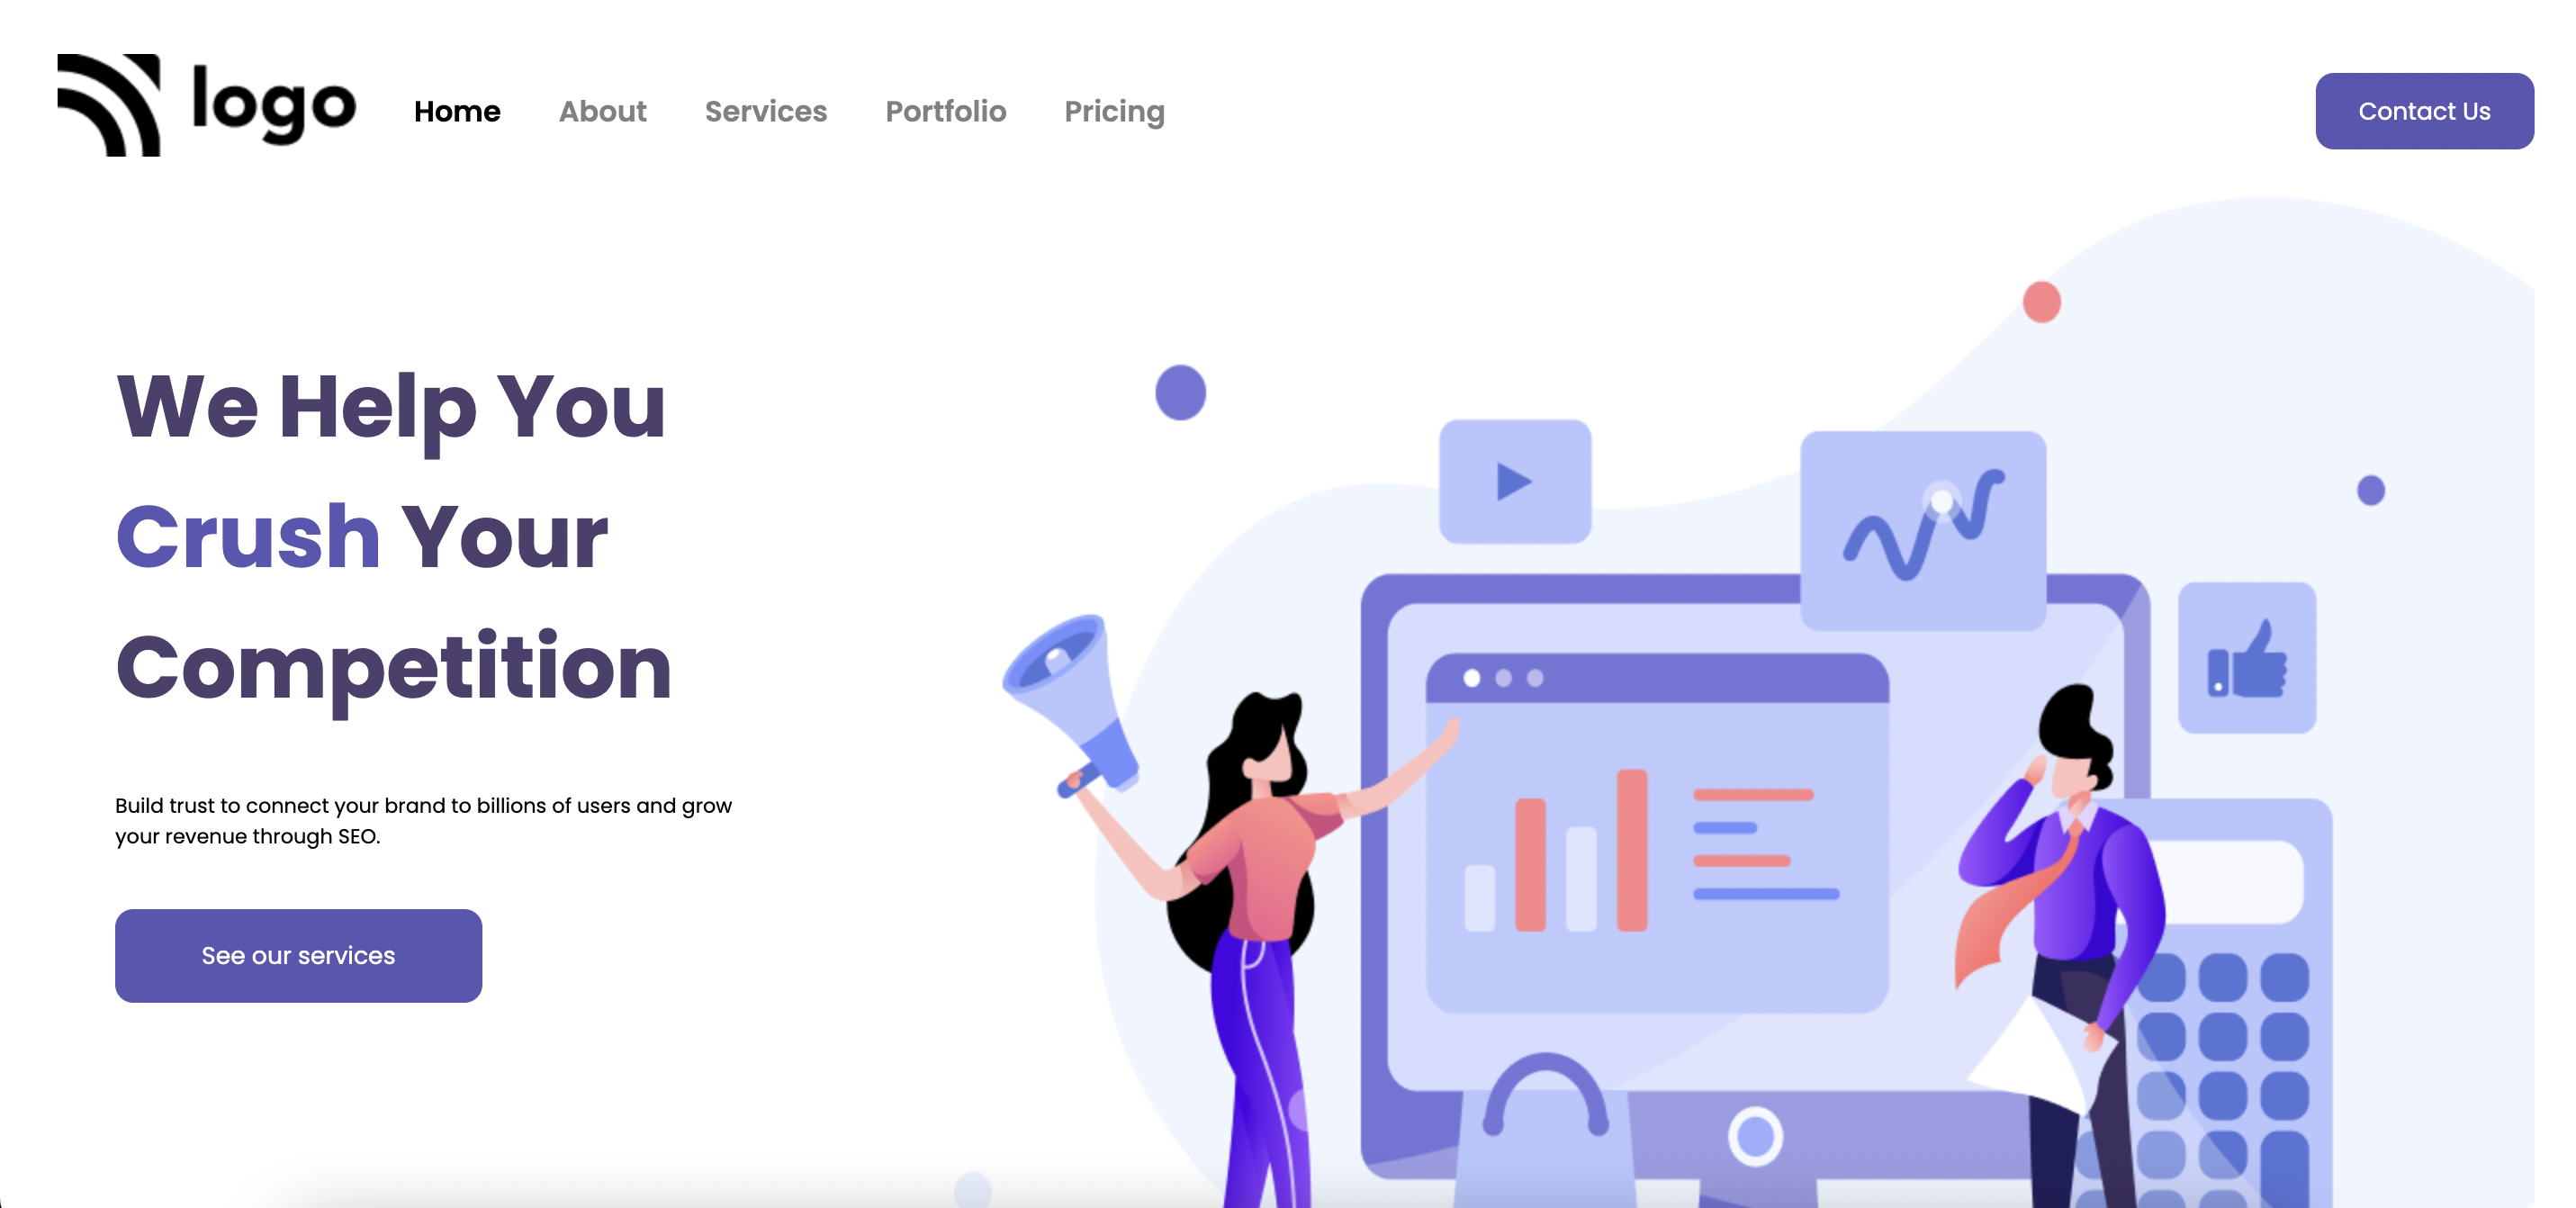 logo
Home About Services Portfolio Pricing
Contact Us
We Help You
Crush Your
Competition
Build trust to connect your brand to billions of users and grow
your revenue through SEO.
See our services